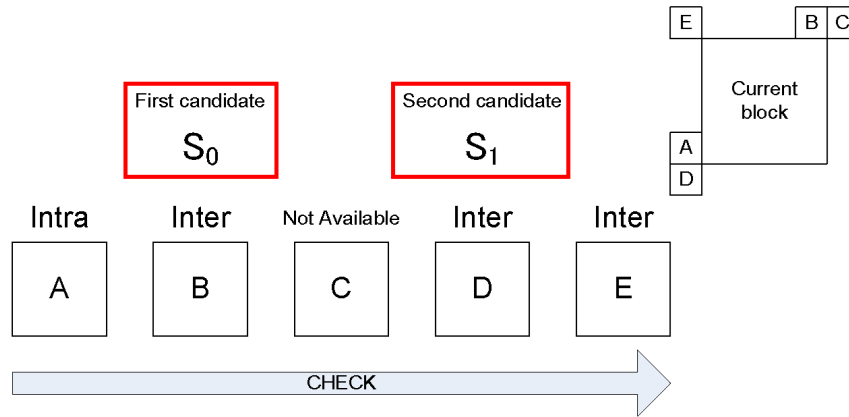 E
B
C
Current
block
A
D
First candidate
S₀
Second candidate
S₁
Intra
Inter
Not Available
Inter
Inter
A
B
C
D
E
CHECK